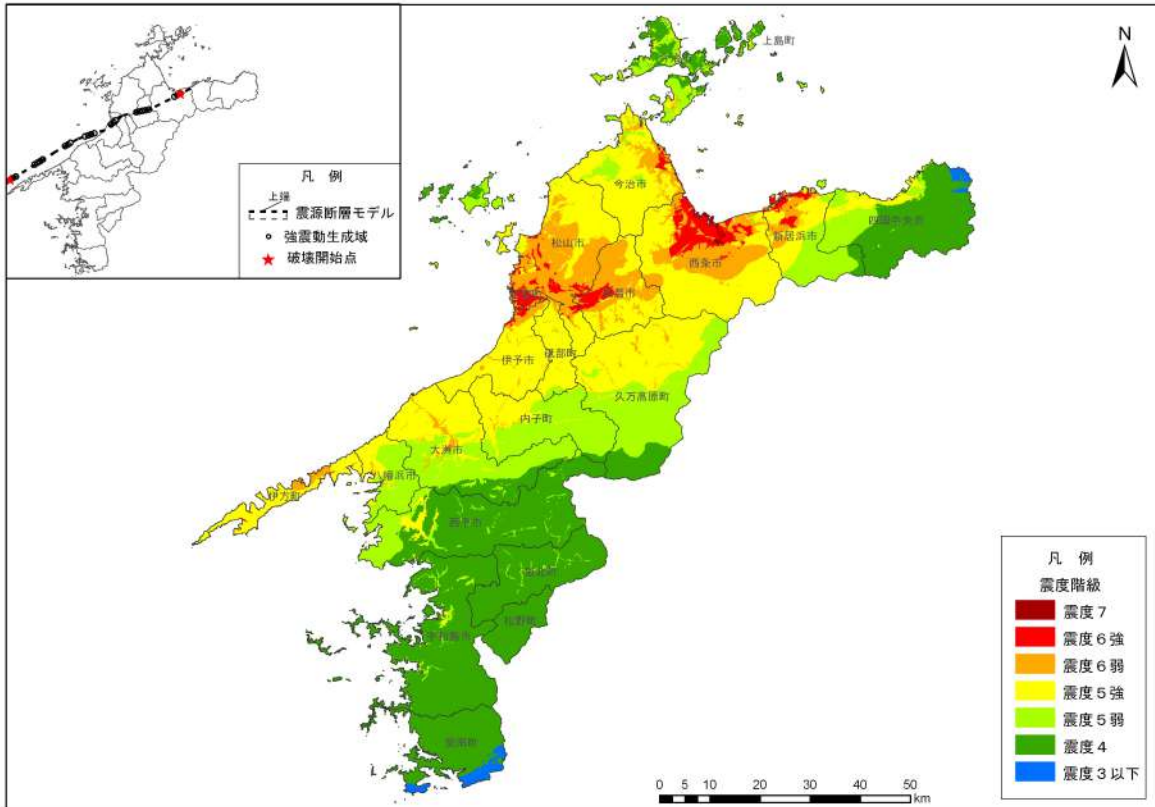 凡 例
上端
震源断層モデル
強震動生成域
破壊開始点
N
上島町
今治市
四国中央市
新居浜市
松山市
西条市
東温市
伊予市
砥部町
久万高原町
内子町
大洲市
八幡浜市
伊方町
西予市
鬼北町
松野町
宇和島市
愛南町
凡 例
震度階級
震度7
震度6強
震度6弱
震度5強
震度5弱
震度4
震度3以下
0 5 10 20 30 40 50
km